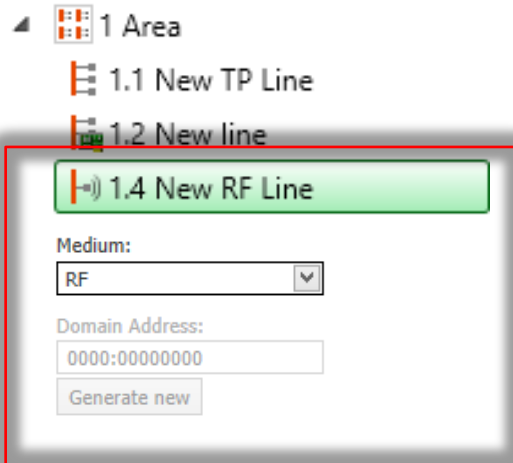 1 Area
1.1 New TP Line
1.2 New line
1.4 New RF Line
Medium:
RF
Domain Address:
0000:00000000
Generate new